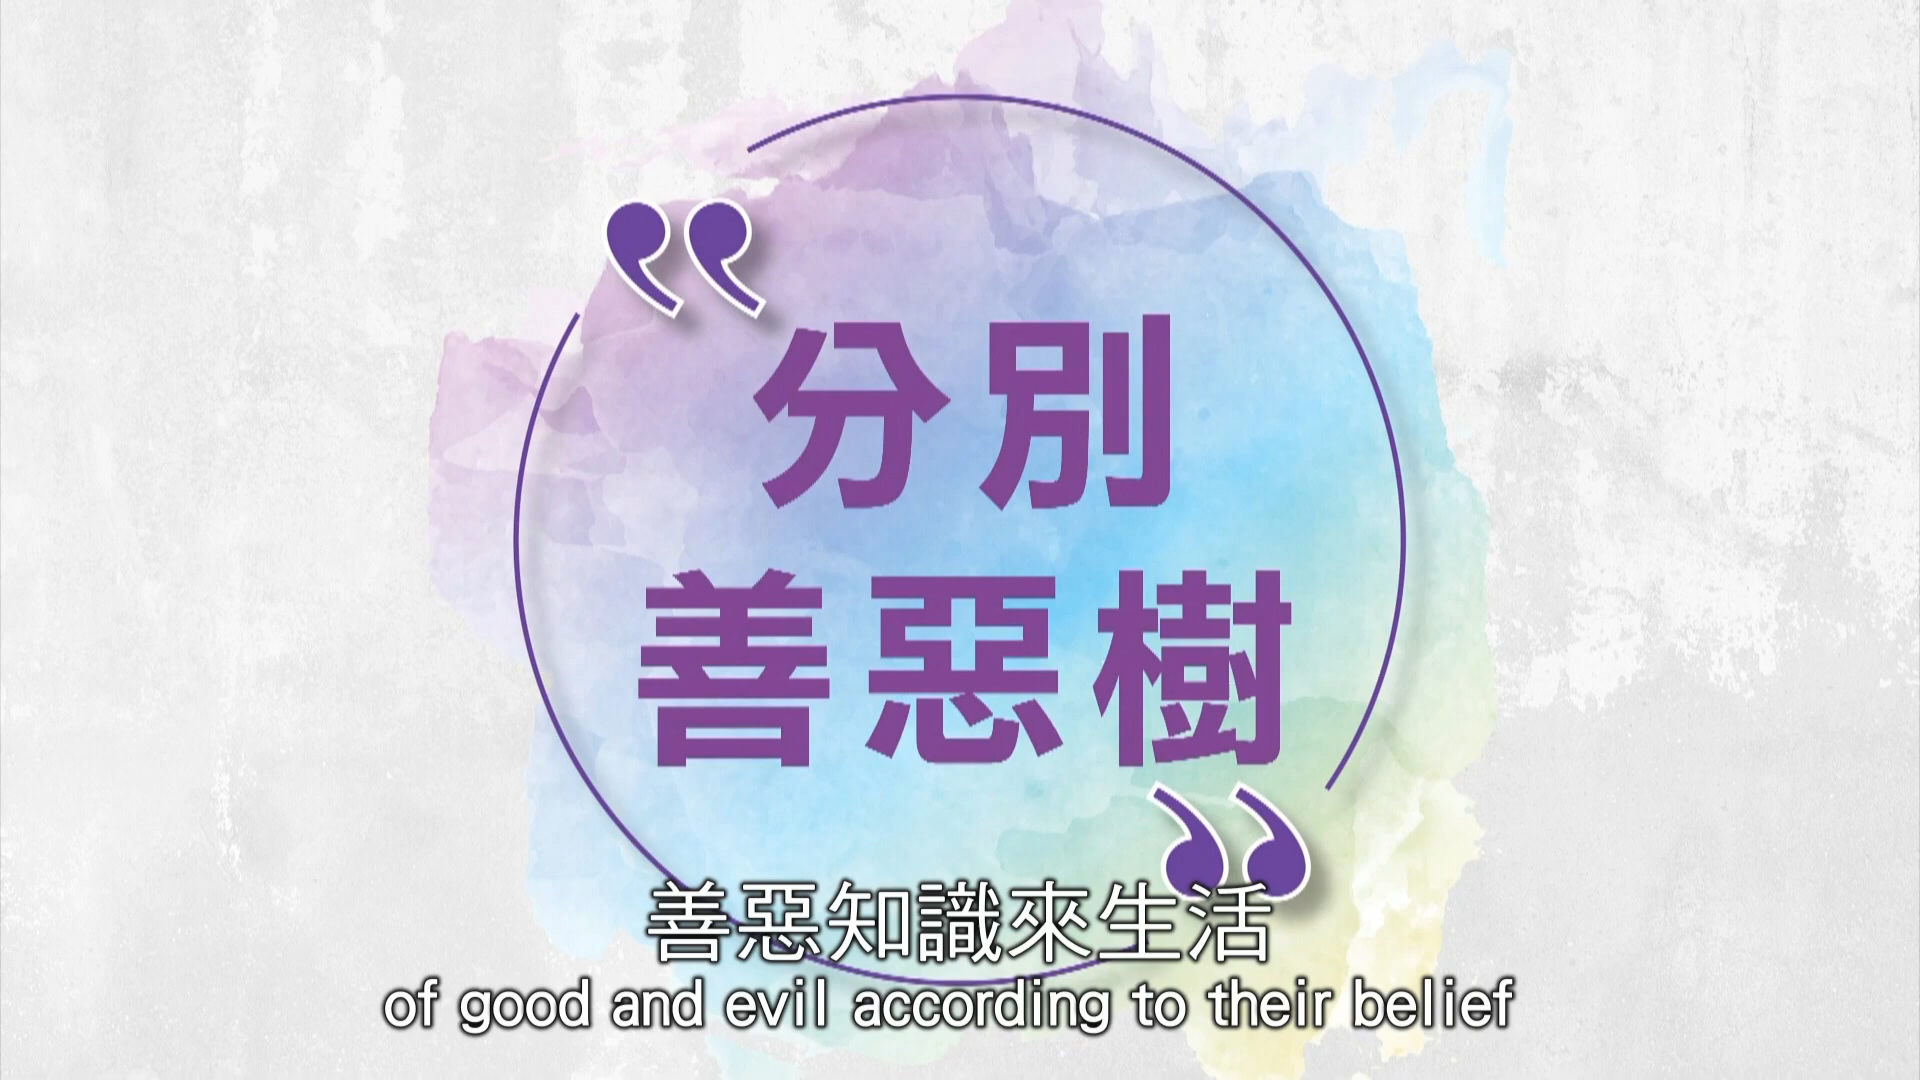 “分別
善惡樹”
善惡知識來生活
of good and evil according to their belief